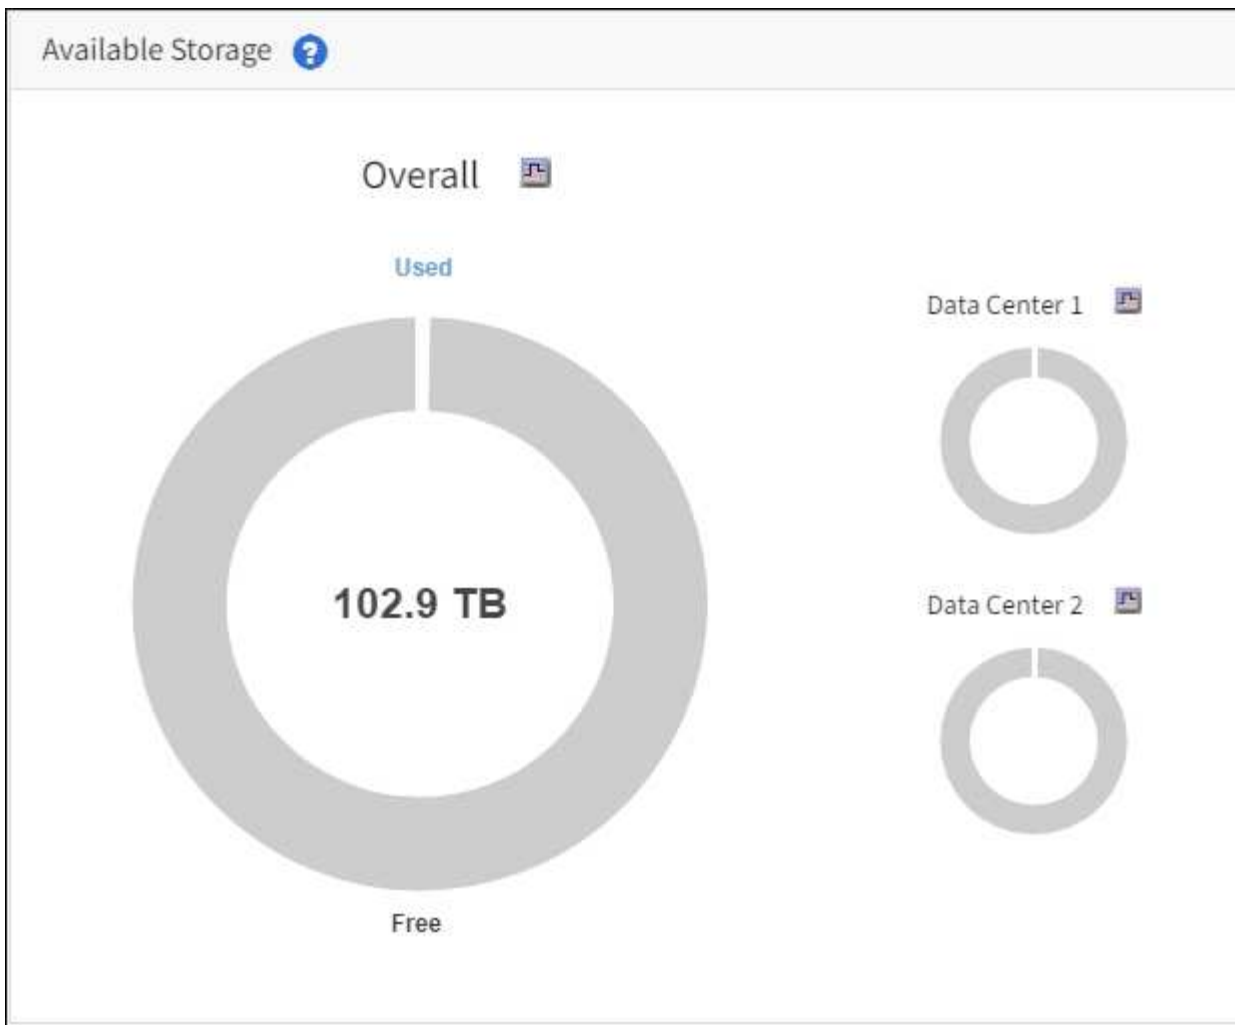 Available Storage ?
Overall
Used
102.9 TB
Free
Data Center 1
Data Center 2